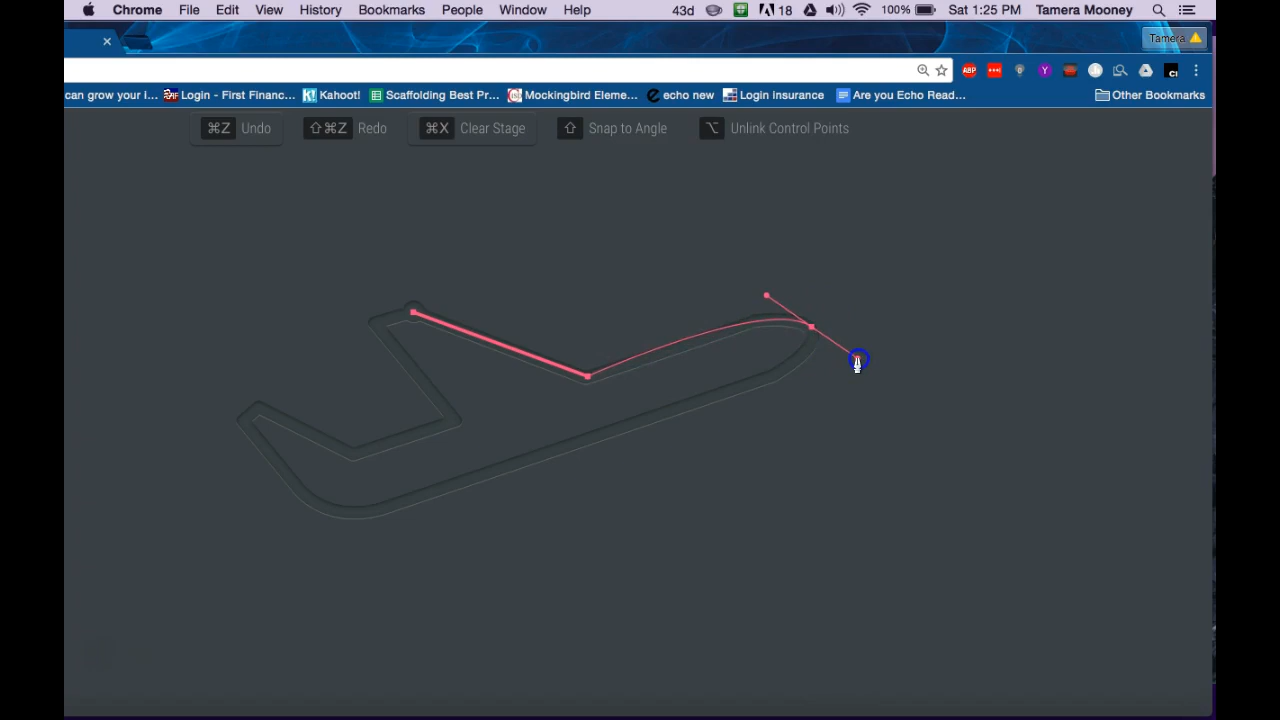 Chrome File Edit View History Bookmarks People Window Help 43d 18 100% Sat 1:25 PM Tamera Mooney
Tamera
ABP Y CI
can grow your i... Login - First Financ... K! Kahoot! Scaffolding Best Pr... Mockingbird Eleme... echo new Login insurance Are you Echo Read... Other Bookmarks
⌘Z Undo ⇧⌘Z Redo ⌘X Clear Stage ⇧ Snap to Angle ⌥ Unlink Control Points